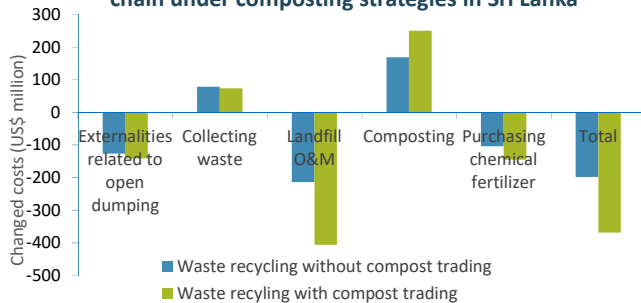 chain under composting strategies in Sri Lanka
Changed costs (US$ million)
300
200
100
0
-100
-200
-300
-400
-500
Externalities
related to
open
dumping
Collecting
waste
Landfill
O&M
Composting
Purchasing
chemical
fertilizer
Total
Waste recycling without compost trading
Waste recyling with compost trading